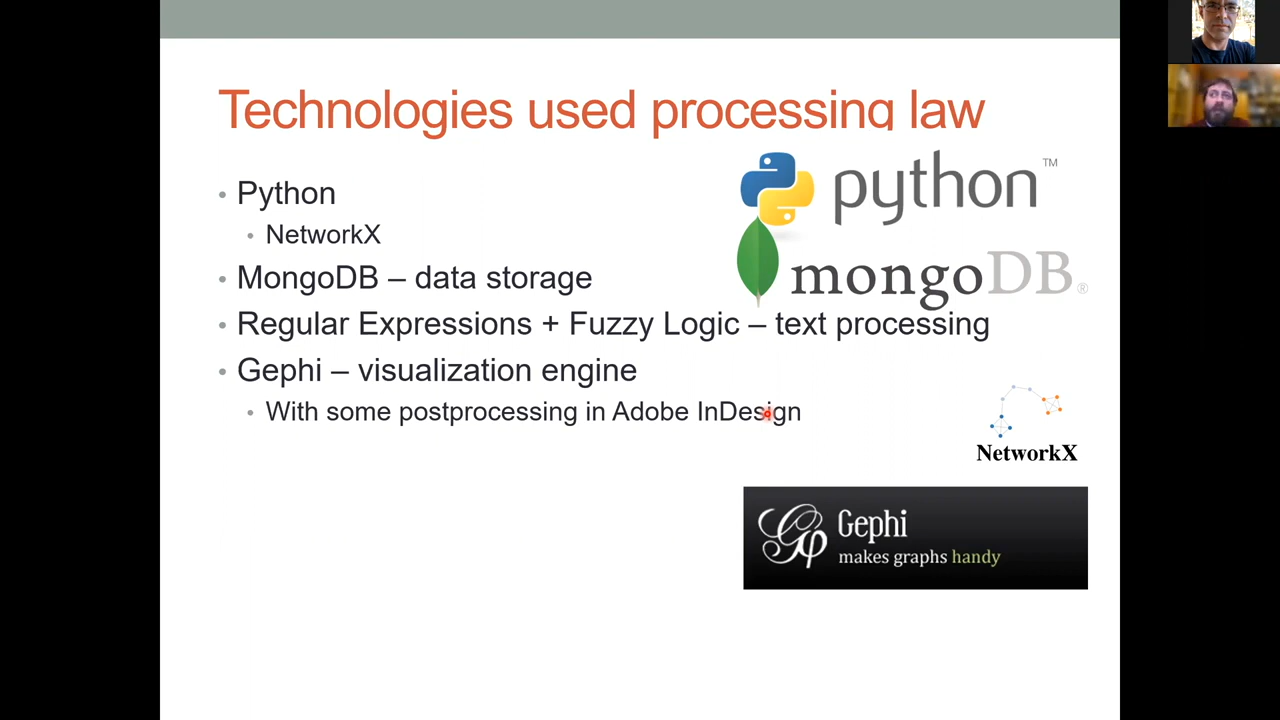 Technologies used processing law
• Python
• NetworkX
• MongoDB – data storage
• Regular Expressions + Fuzzy Logic – text processing
• Gephi – visualization engine
• With some postprocessing in Adobe InDesign
python™
mongoDB®
NetworkX
Gφ Gephi
makes graphs handy